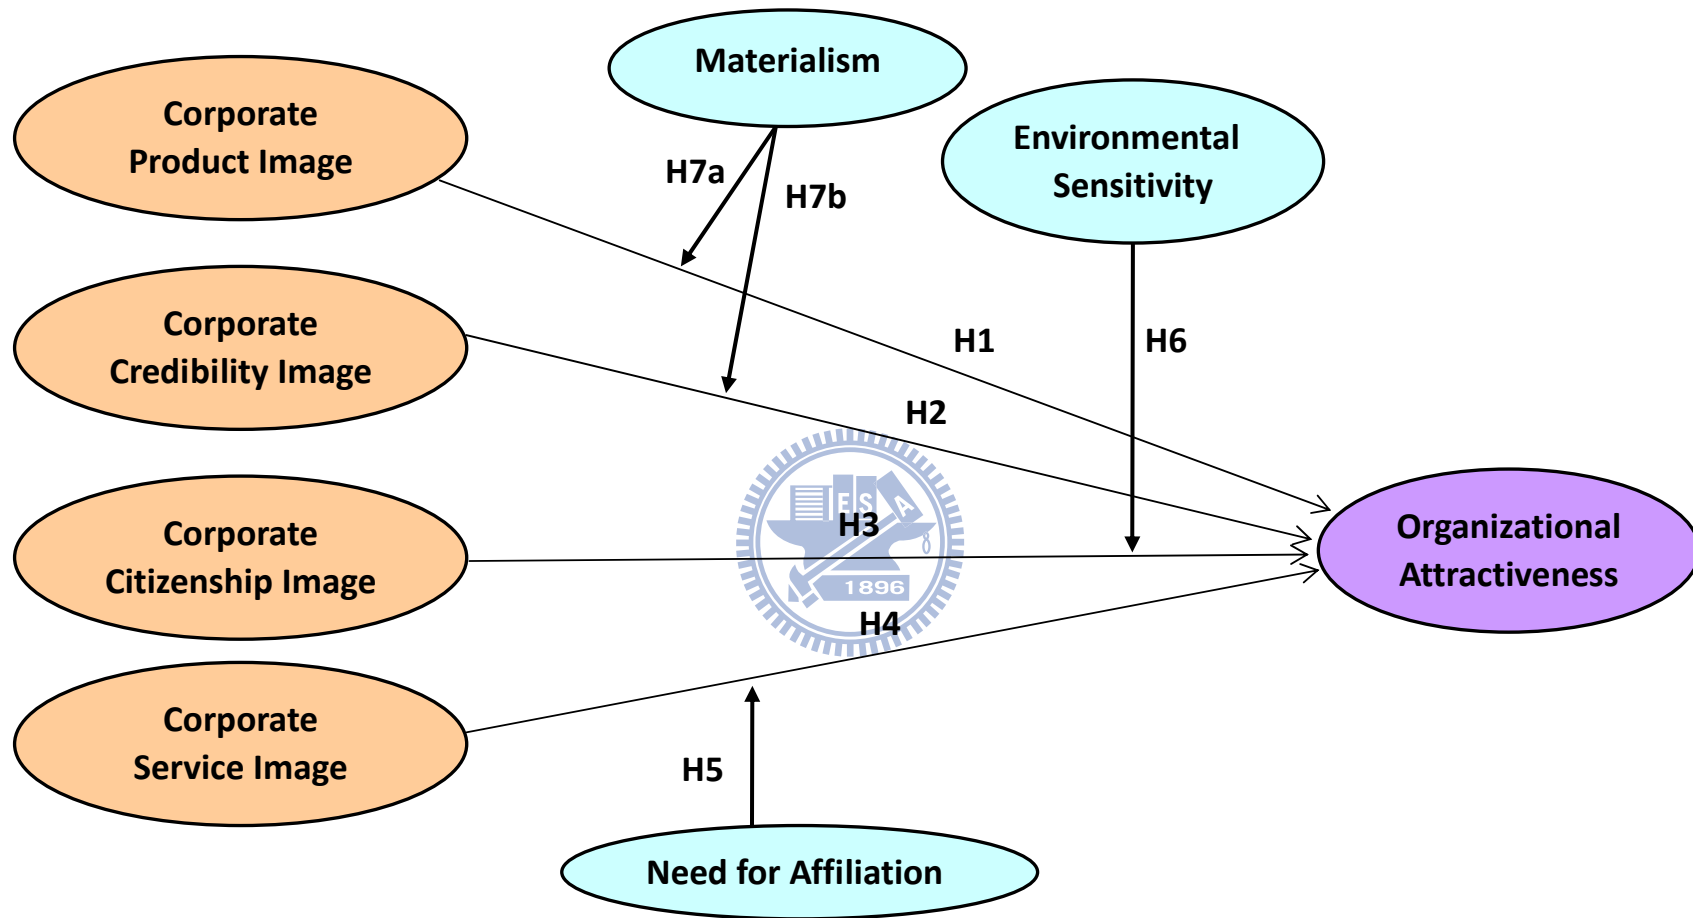 Materialism
Corporate
Product Image
Environmental
Sensitivity
H7a
H7b
Corporate
Credibility Image
H1
H6
H2
E S A
Corporate
Citizenship Image
H3
Organizational
Attractiveness
1896
H4
Corporate
Service Image
H5
Need for Affiliation